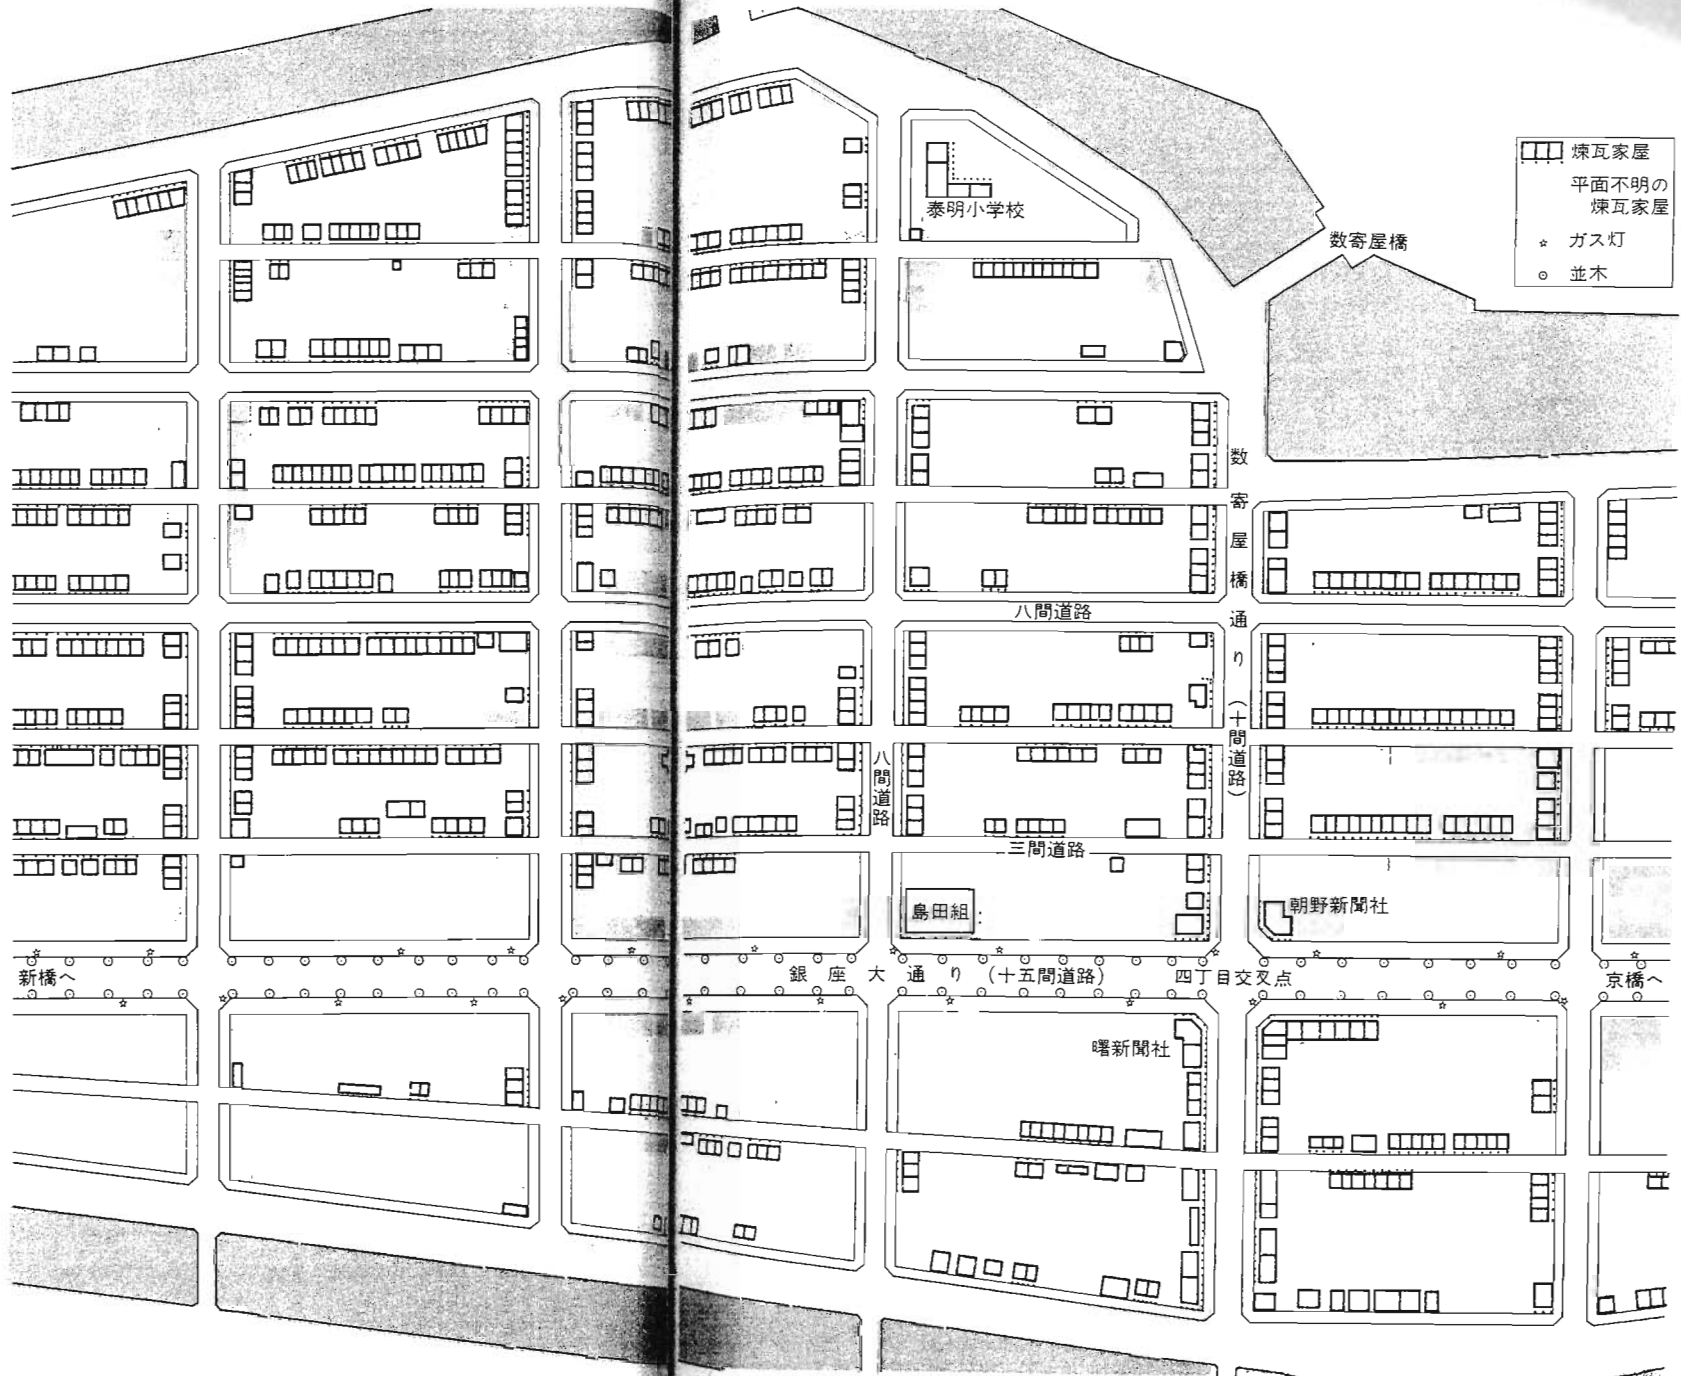 煉瓦家屋
平面不明の
煉瓦家屋
ガス灯
並木
泰明小学校
数寄屋橋
数寄屋橋通り(十間道路)
八間道路
八間道路
三間道路
島田組
朝野新聞社
新橋へ
銀座大通り(十五間道路)
四丁目交叉点
京橋へ
曙新聞社